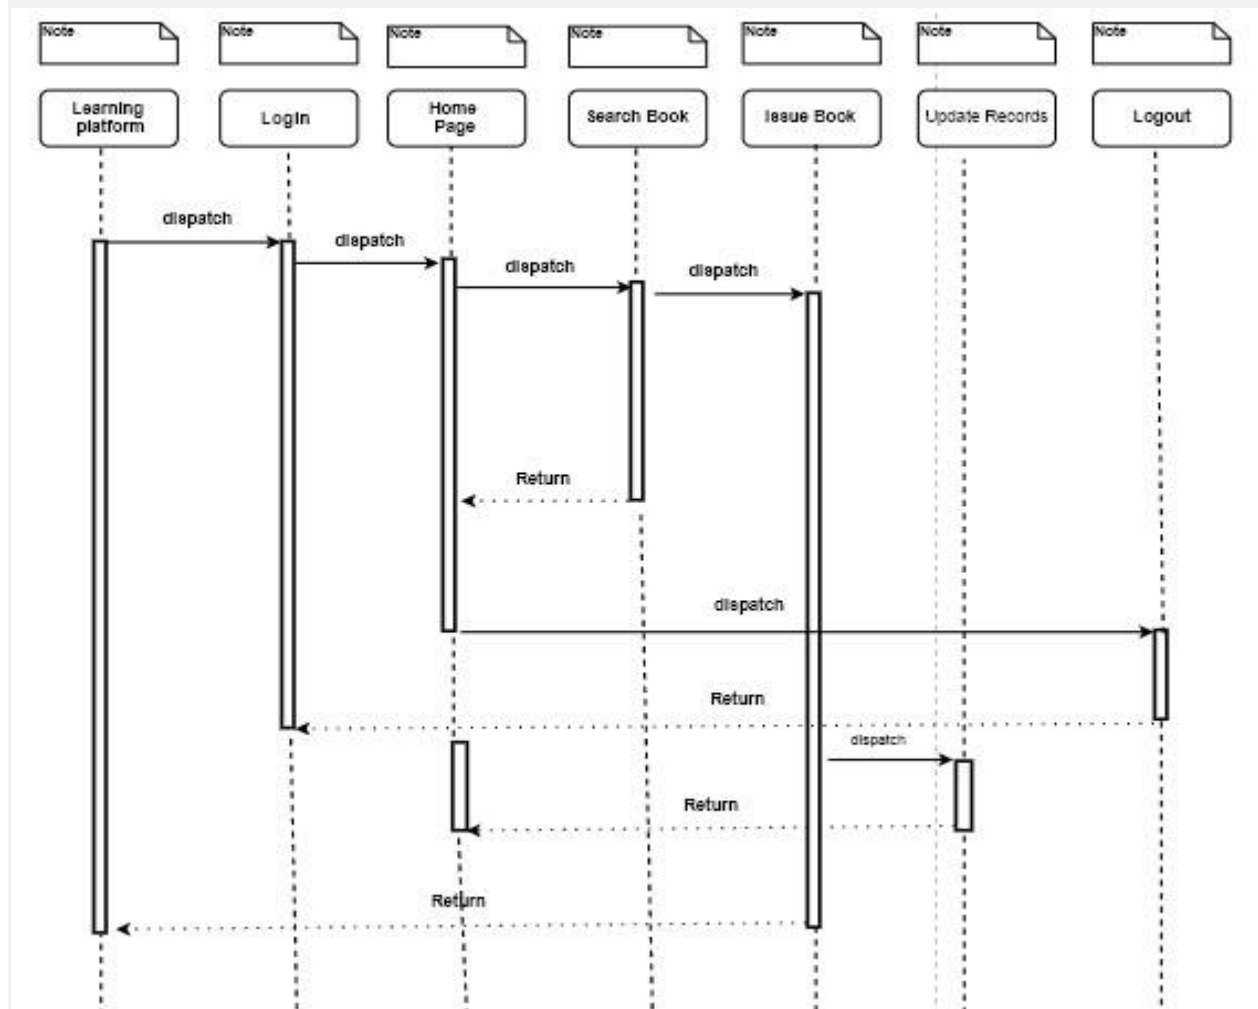 Note
Note
Note
Note
Note
Note
Note
Learning
platform
Login
Home
Page
Search Book
Issue Book
Update Records
Logout
dispatch
dispatch
dispatch
dispatch
Return
dispatch
Return
dispatch
Return
Return